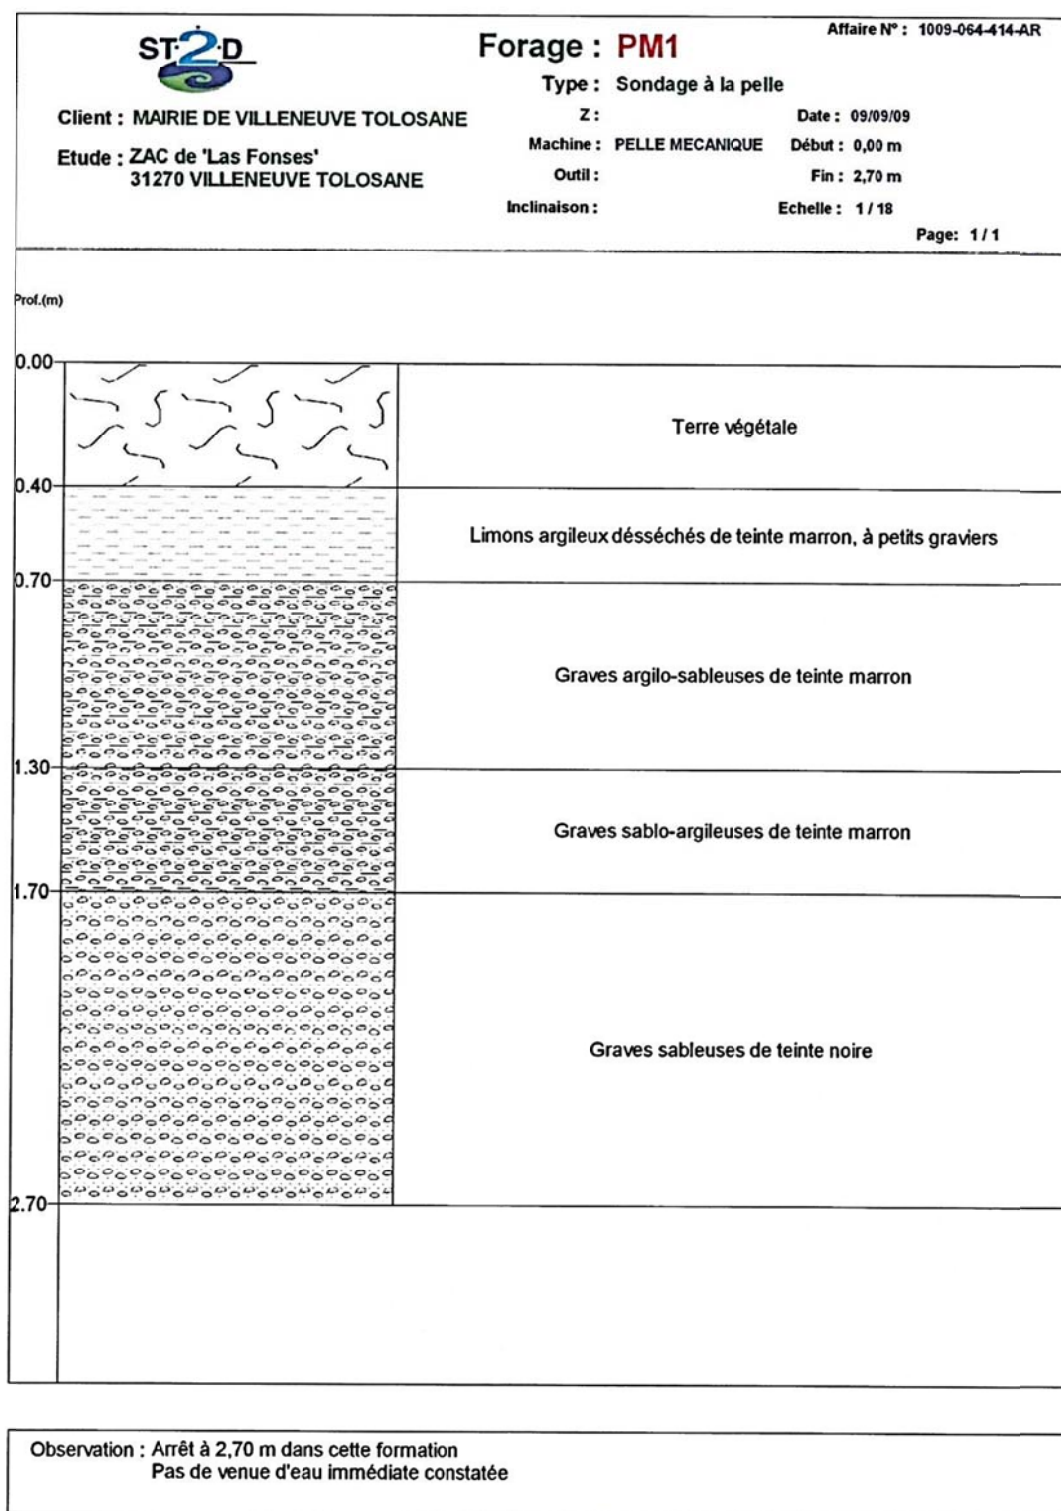 Affaire N° : 1009-064-414-AR
ST·2·D
Forage : PM1
Type : Sondage à la pelle
Client : MAIRIE DE VILLENEUVE TOLOSANE
Z :
Date : 09/09/09
Etude : ZAC de 'Las Fonses'
31270 VILLENEUVE TOLOSANE
Machine : PELLE MECANIQUE
Début : 0,00 m
Outil :
Fin : 2,70 m
Inclinaison :
Echelle : 1 / 18
Page: 1 / 1
Prof.(m)
0.00
Terre végétale
0.40
Limons argileux désséchés de teinte marron, à petits graviers
0.70
Graves argilo-sableuses de teinte marron
1.30
Graves sablo-argileuses de teinte marron
1.70
Graves sableuses de teinte noire
2.70
Observation : Arrêt à 2,70 m dans cette formation
Pas de venue d'eau immédiate constatée